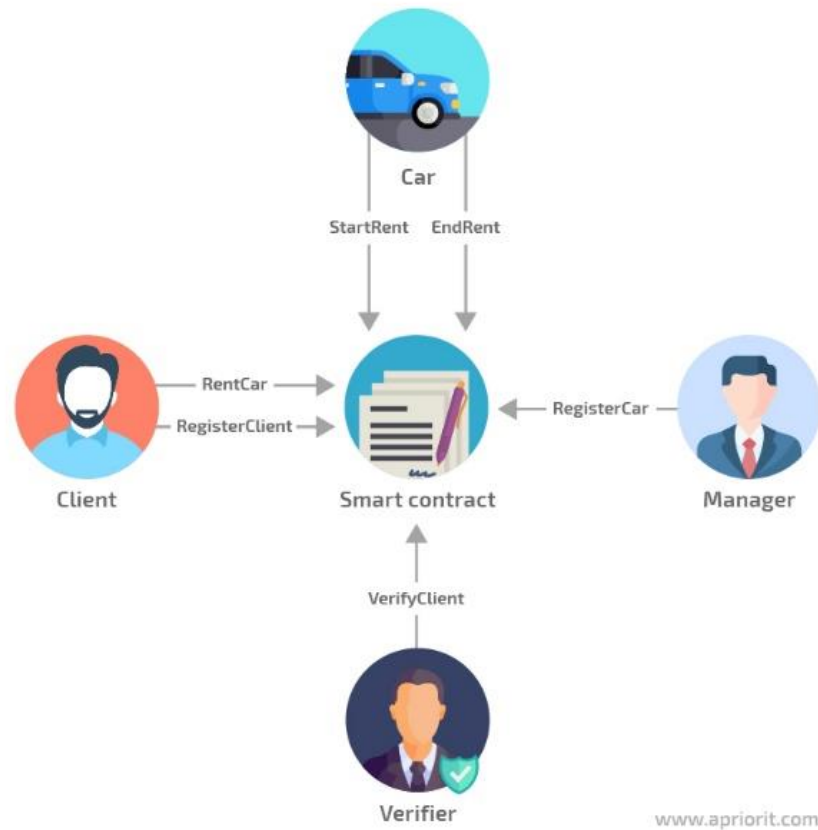 Car
StartRent EndRent
RentCar
RegisterClient
RegisterCar
Client
Smart contract
Manager
VerifyClient
Verifier
www.apriorit.com